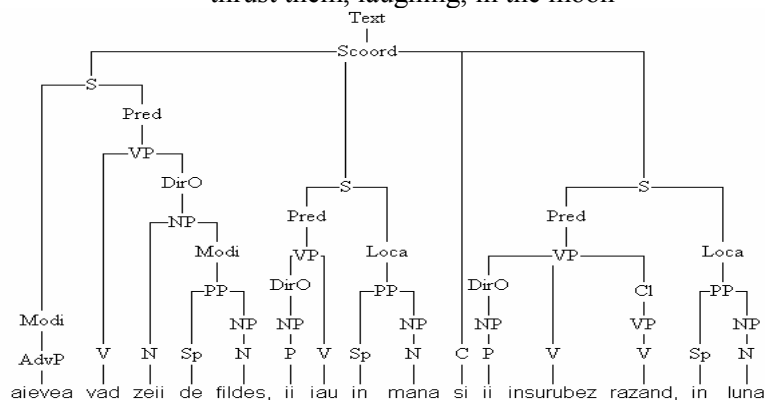 thrust them, laughing, in the moon
Text
Scoord
S
Pred
VP
DirO S S
NP Pred Pred
Modi VP Loca VP Loca
PP DirO PP DirO Cl PP
Modi NP NP NP NP VP NP
AdvP V N Sp N P V Sp N C P V V Sp N
aievea vad zeii de fildes, ii iau in mana si ii insurubez razand, in luna